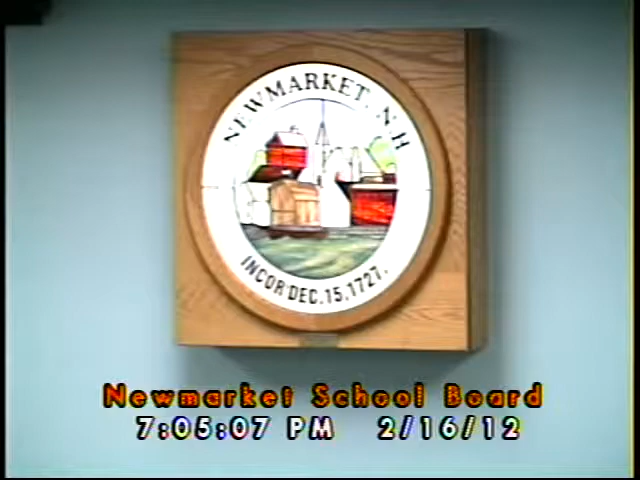 NEWMARKET, N.H
INCOR DEC.15,1727.
Newmarket School Board
7:05:07 PM 2/16/12